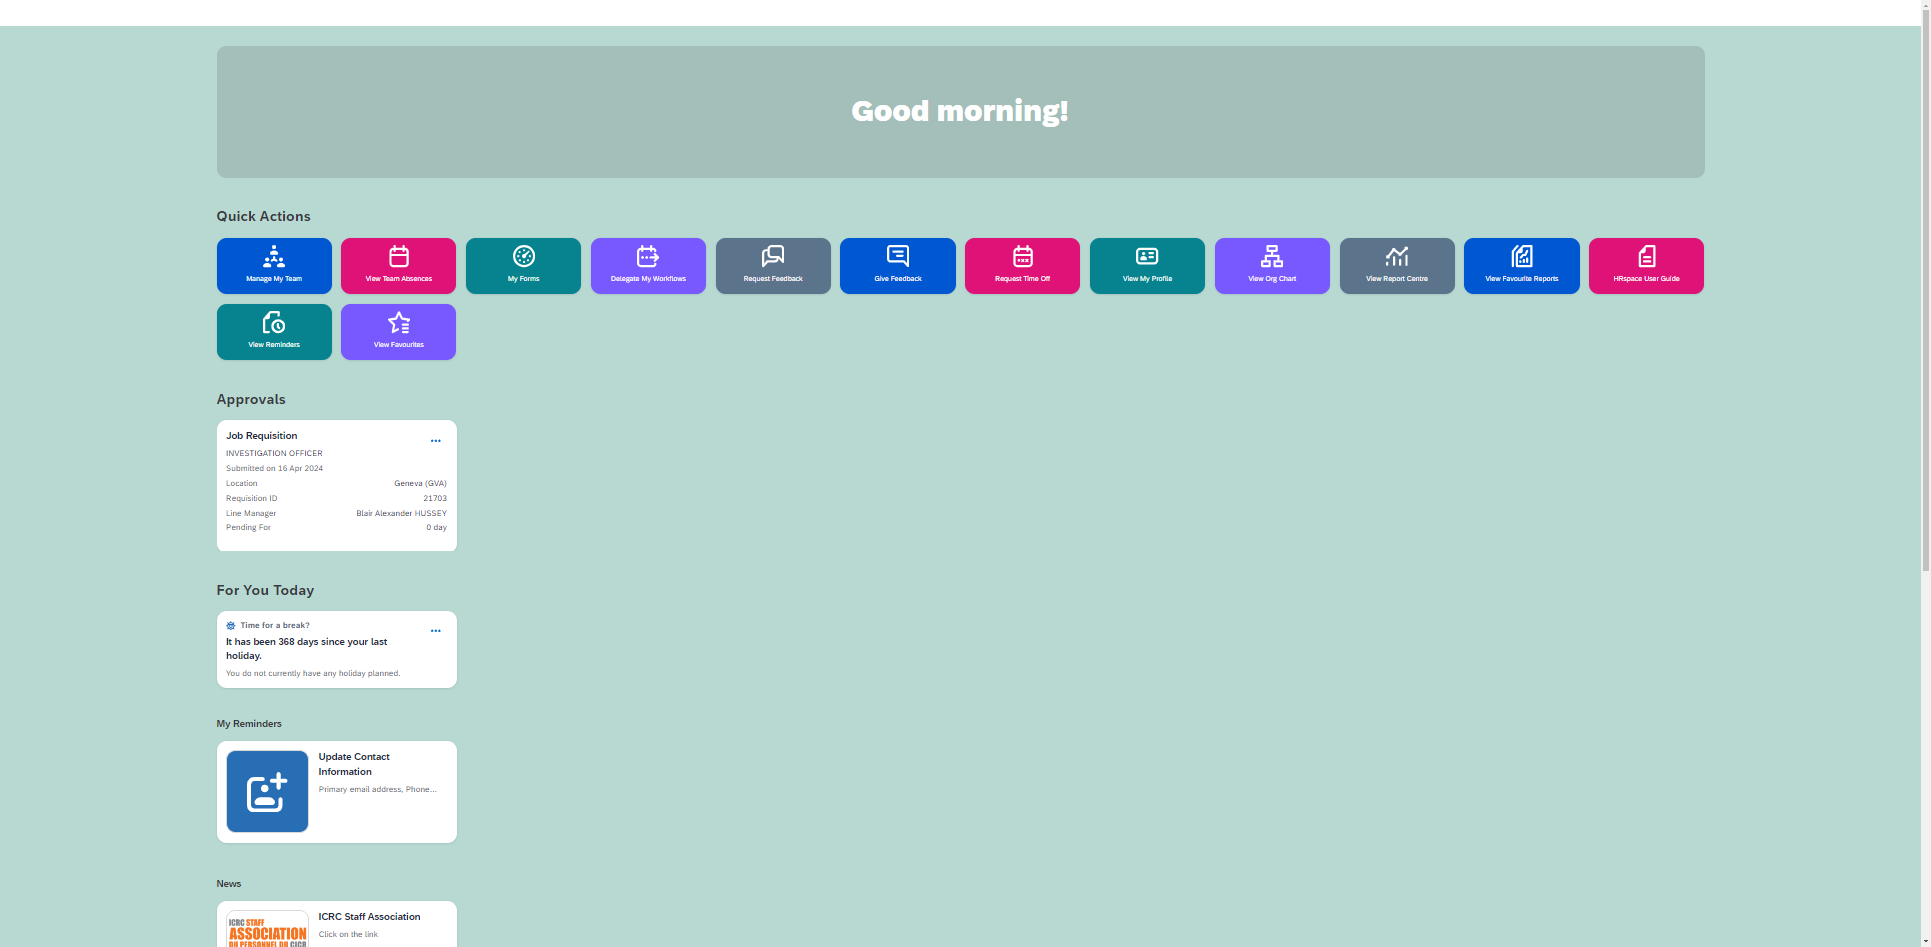 Good morning!
Quick Actions
Manage My Team
View Team Absences
My Forms
Delegate My Workflows
Request Feedback
Give Feedback
Request Time Off
View My Profile
View Org Chart
View Report Centre
View Favourite Reports
HRspace User Guide
View Reminders
View Favourites
Approvals
Job Requisition
INVESTIGATION OFFICER
Submitted on 16 Apr 2024
Location Geneva (GVA)
Requisition ID 21703
Line Manager Blair Alexander HUSSEY
Pending For 0 day
For You Today
Time for a break?
It has been 368 days since your last
holiday.
You do not currently have any holiday planned.
My Reminders
Update Contact
Information
Primary email address, Phone...
News
ICRC STAFF
ASSOCIATION
DU PERSONNEL DU CICR
ICRC Staff Association
Click on the link